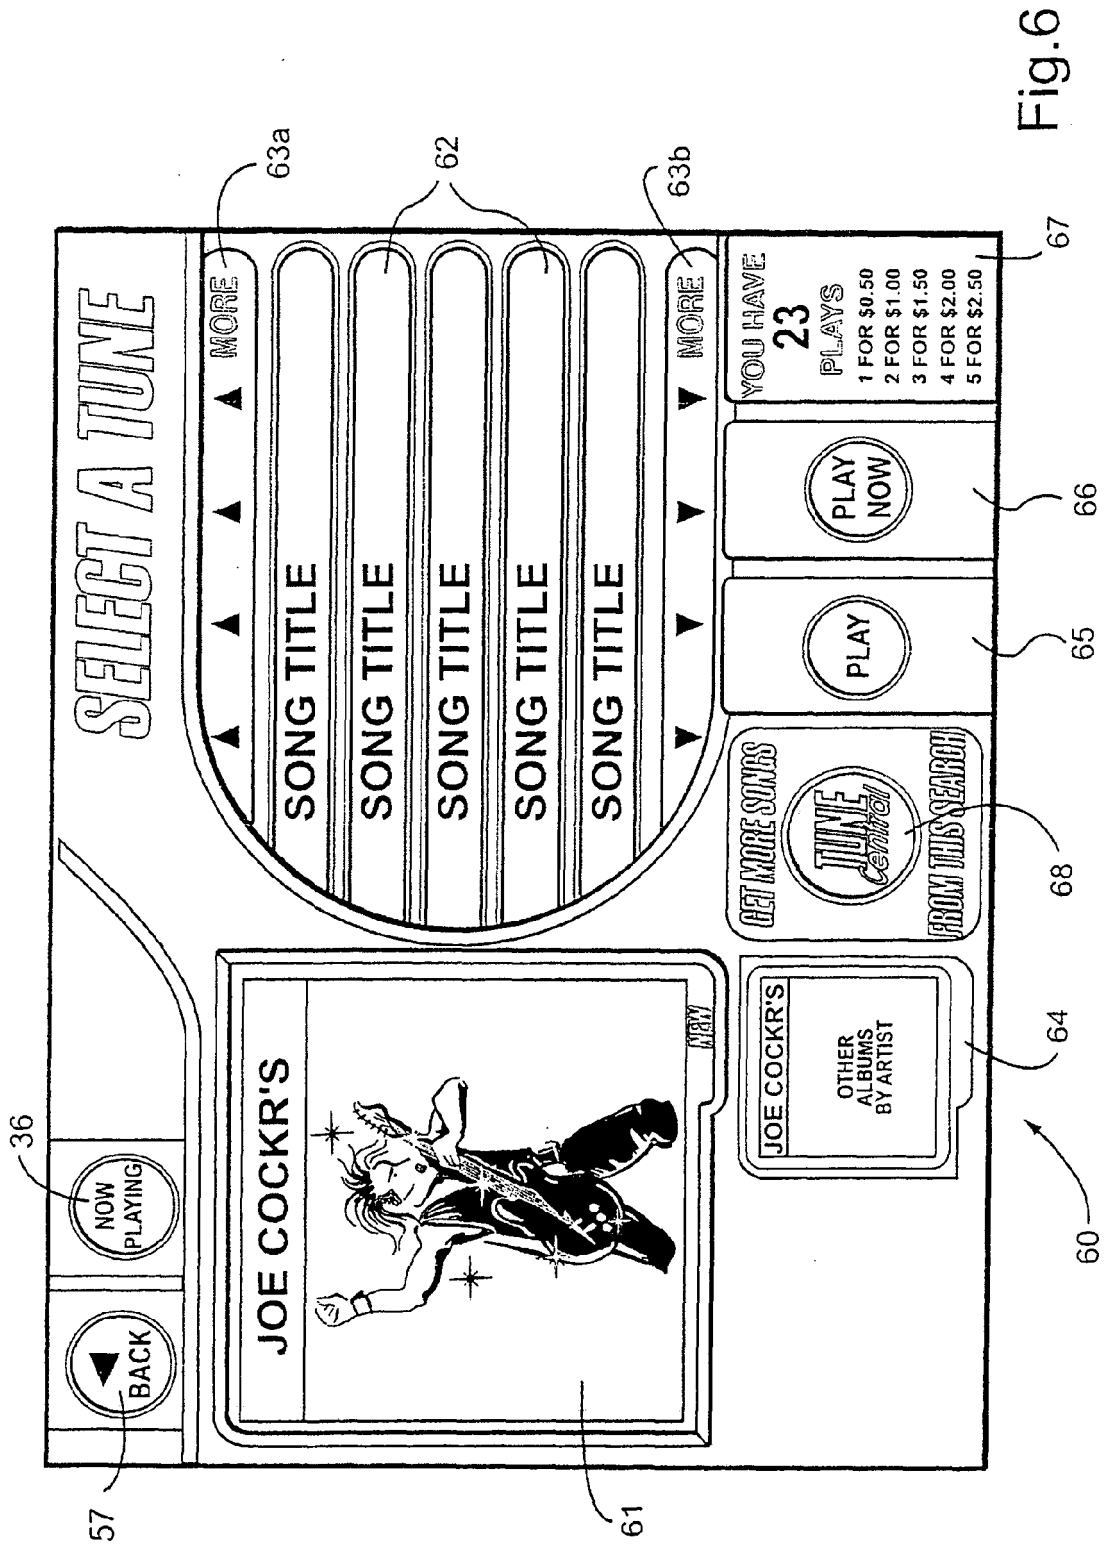 57
BACK
36
NOW
PLAYING
SELECT A TUNE
JOE COCKR'S
NEW
61
MORE
63a
SONG TITLE
SONG TITLE
SONG TITLE
SONG TITLE
SONG TITLE
62
MORE
63b
JOE COCKR'S
OTHER
ALBUMS
BY ARTIST
64
GET MORE SONGS
TUNE
Central
FROM THIS SEARCH
68
PLAY
65
PLAY
NOW
66
YOU HAVE
23
PLAYS
1 FOR $0.50
2 FOR $1.00
3 FOR $1.50
4 FOR $2.00
5 FOR $2.50
67
60
Fig.6